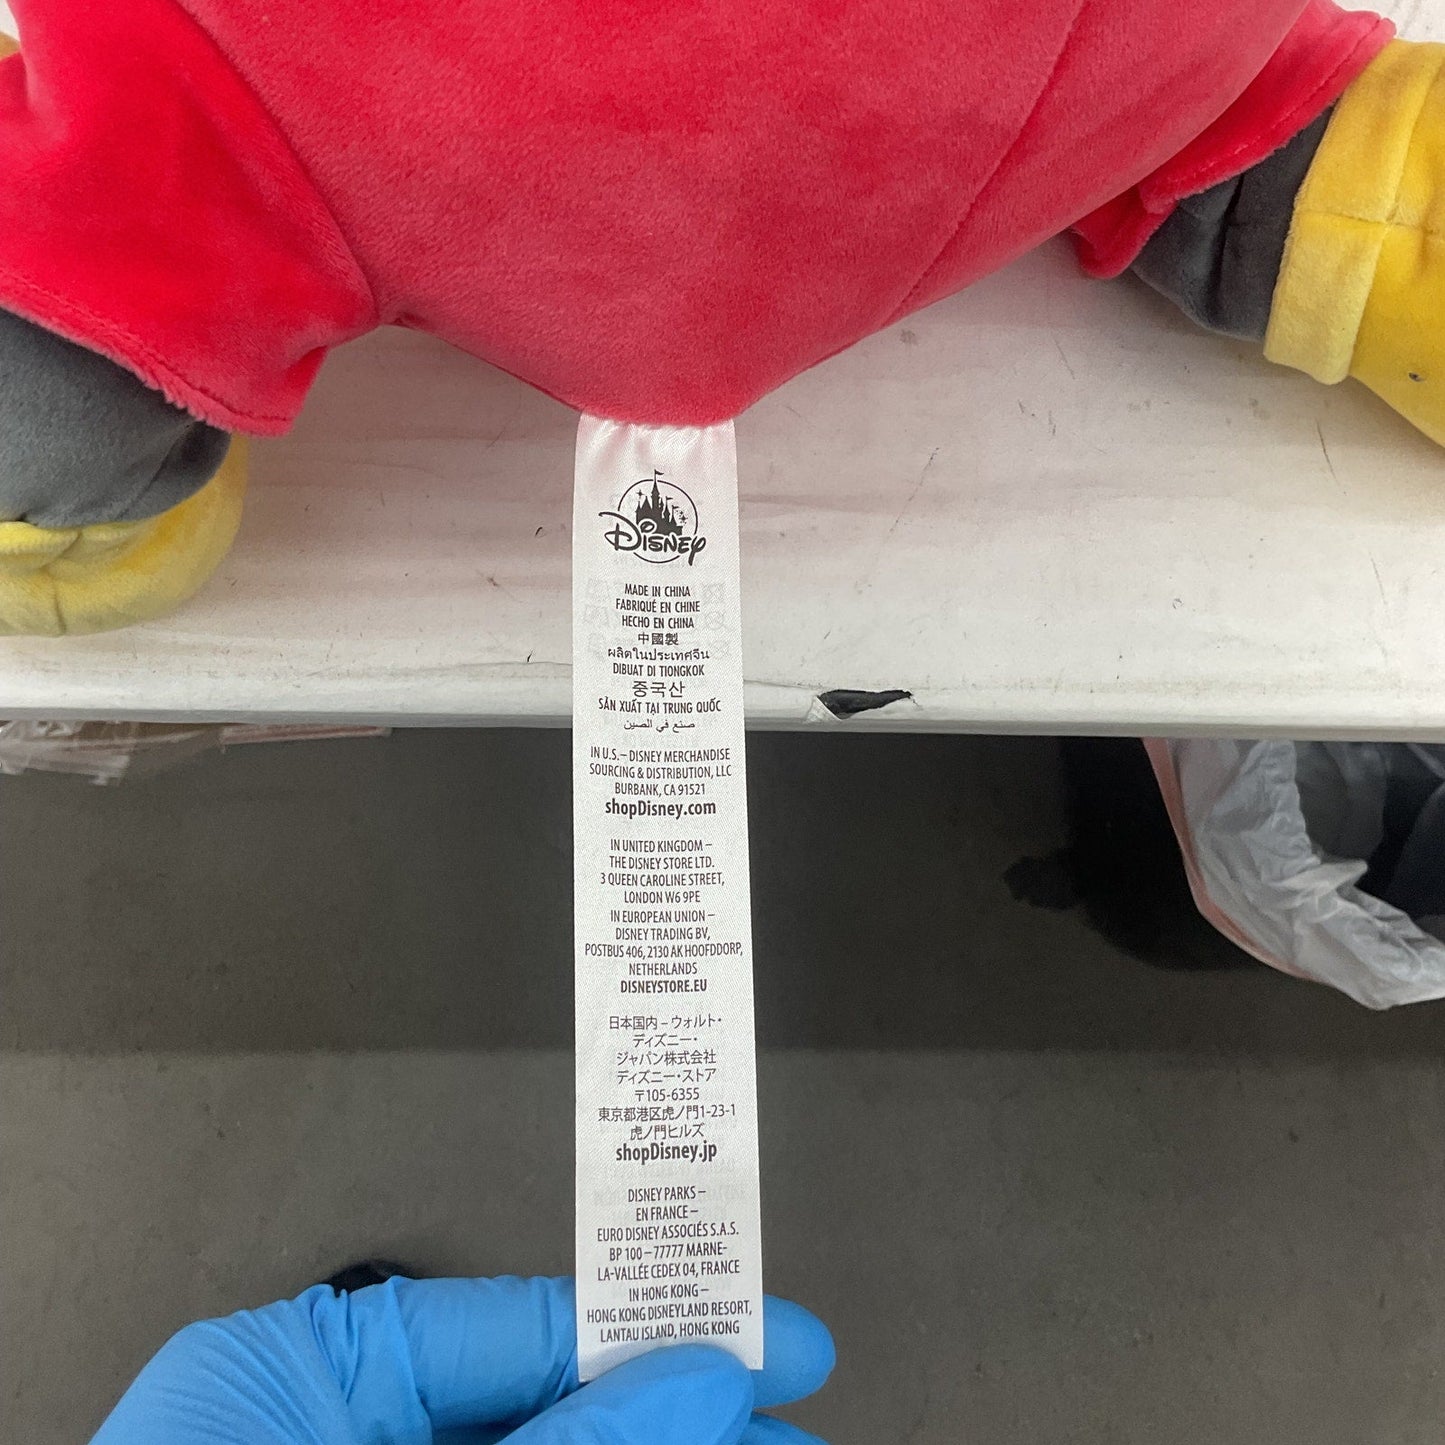 Disney
MADE IN CHINA
FABRIQUÉ EN CHINE
HECHO EN CHINA
中國製
ผลิตในประเทศจีน
DIBUAT DI TIONGKOK
중국산
SẢN XUẤT TẠI TRUNG QUỐC
صنع في الصين
IN U.S.– DISNEY MERCHANDISE
SOURCING & DISTRIBUTION, LLC
BURBANK, CA 91521
shopDisney.com
IN UNITED KINGDOM –
THE DISNEY STORE LTD.
3 QUEEN CAROLINE STREET,
LONDON W6 9PE
IN EUROPEAN UNION –
DISNEY TRADING BV,
POSTBUS 406, 2130 AK HOOFDDORP,
NETHERLANDS
DISNEYSTORE.EU
日本国内 – ウォルト・
ディズニー・
ジャパン株式会社
ディズニー・ストア
〒105-6355
東京都港区虎ノ門1-23-1
虎ノ門ヒルズ
shopDisney.jp
DISNEY PARKS –
EN FRANCE –
EURO DISNEY ASSOCIÉS S.A.S.
BP 100 – 77777 MARNE-
LA-VALLÉE CEDEX 04, FRANCE
IN HONG KONG –
HONG KONG DISNEYLAND RESORT,
LANTAU ISLAND, HONG KONG